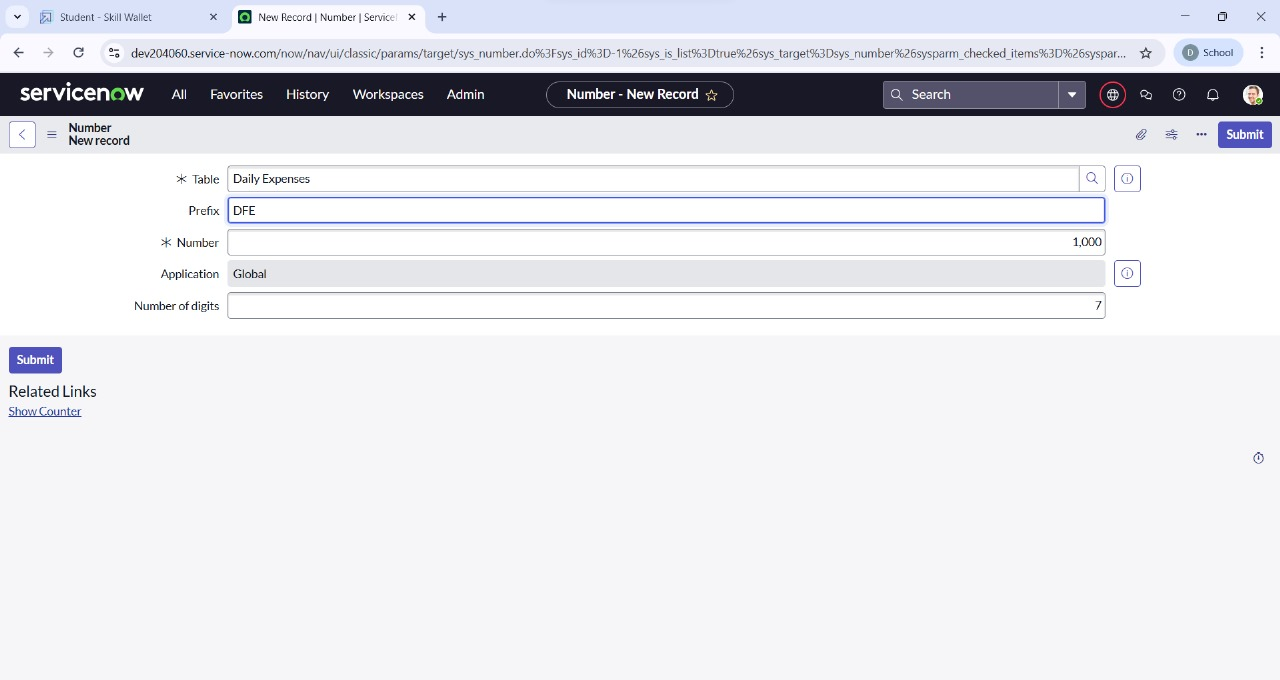 Student - Skill Wallet
New Record | Number | Service
dev204060.service-now.com/now/nav/ui/classic/params/target/sys_number.do%3Fsys_id%3D-1%26sys_is_list%3Dtrue%26sys_target%3Dsys_number%26sysparm_checked_items%3D%26syspar...
D School
servicenow
All Favorites History Workspaces Admin
Number - New Record
Search
Number
New record
Submit
Table Daily Expenses
Prefix DFE
Number 1,000
Application Global
Number of digits 7
Submit
Related Links
Show Counter